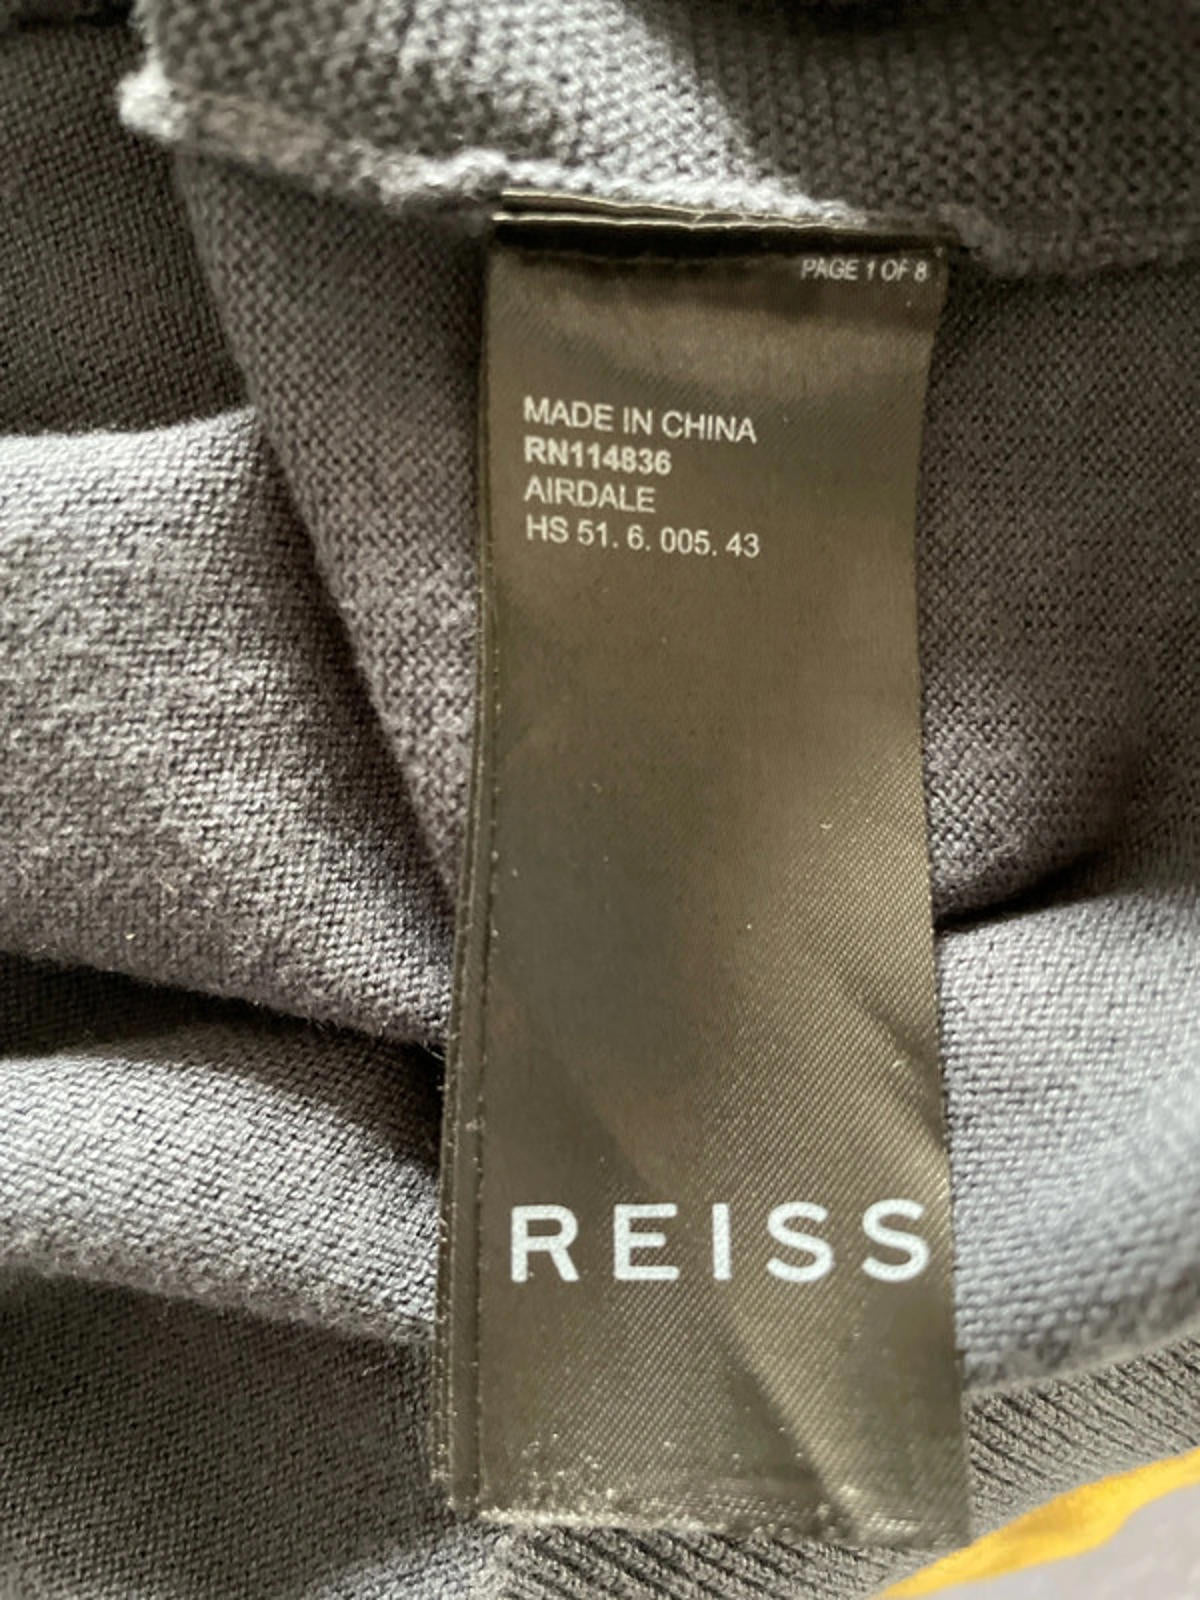 PAGE 1 OF 8
MADE IN CHINA
RN114836
AIRDALE
HS 51. 6. 005. 43
REISS